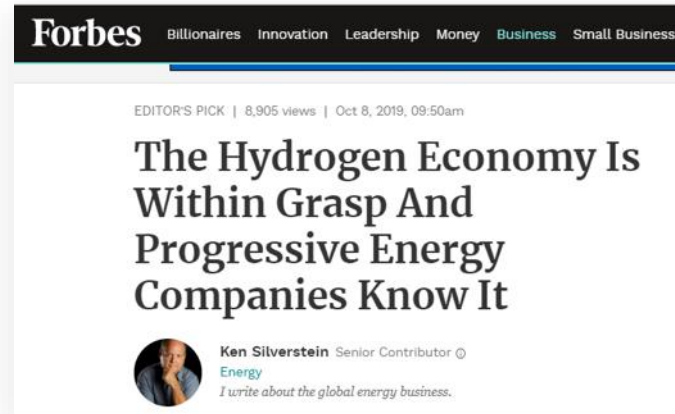 Forbes Billionaires Innovation Leadership Money Business Small Business
EDITOR'S PICK | 8,905 views | Oct 8, 2019, 09:50am
The Hydrogen Economy Is
Within Grasp And
Progressive Energy
Companies Know It
Ken Silverstein Senior Contributor
Energy
I write about the global energy business.